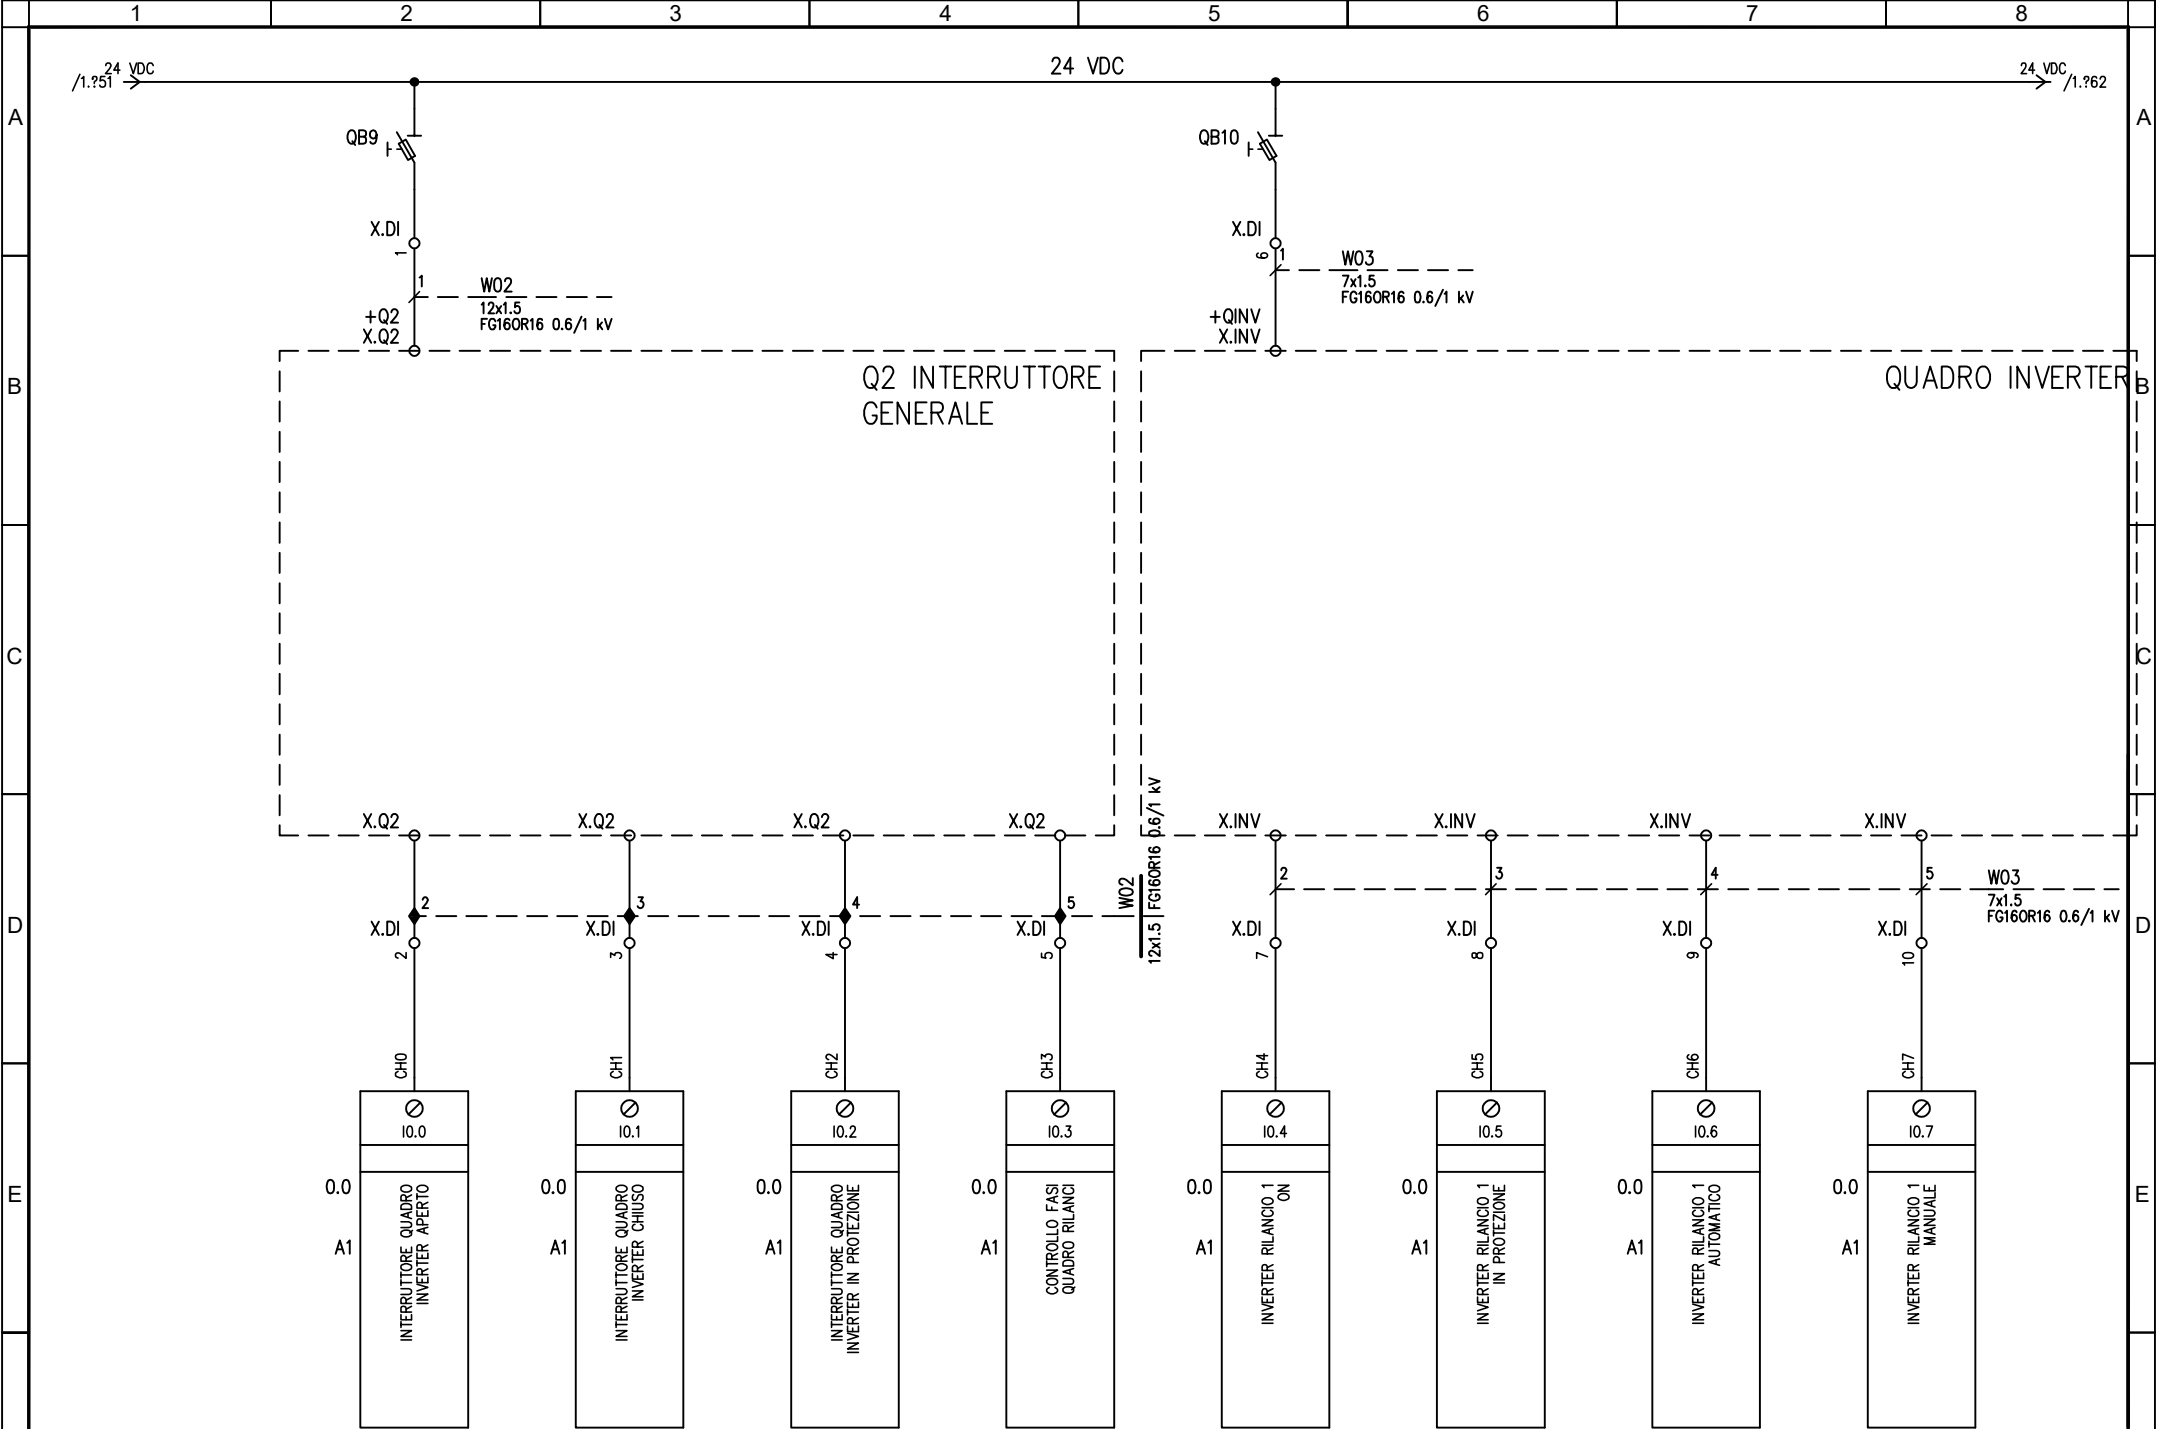 1 2 3 4 5 6 7 8
24 VDC
/1.?51
24 VDC
24 VDC
/1.?62
A
A
QB9
QB10
X.DI
1
X.DI
6
1
W02
12x1.5
FG16OR16 0.6/1 kV
1
W03
7x1.5
FG16OR16 0.6/1 kV
+Q2
X.Q2
+QINV
X.INV
B
Q2 INTERRUTTORE
GENERALE
QUADRO INVERTER
B
C
C
X.Q2 X.Q2 X.Q2 X.Q2 X.INV X.INV X.INV X.INV
2 3 4 5
W02
12x1.5 FG16OR16 0.6/1 kV
2 3 4 5
W03
7x1.5
FG16OR16 0.6/1 kV
D
D
X.DI X.DI X.DI X.DI X.DI X.DI X.DI X.DI
2 3 4 5 7 8 9 10
CH0 CH1 CH2 CH3 CH4 CH5 CH6 CH7
I0.0 I0.1 I0.2 I0.3 I0.4 I0.5 I0.6 I0.7
E
E
0.0 0.0 0.0 0.0 0.0 0.0 0.0 0.0
A1 A1 A1 A1 A1 A1 A1 A1
INTERRUTTORE QUADRO
INVERTER APERTO
INTERRUTTORE QUADRO
INVERTER CHIUSO
INTERRUTTORE QUADRO
INVERTER IN PROTEZIONE
CONTROLLO FASI
QUADRO RILANCI
INVERTER RILANCIO 1
ON
INVERTER RILANCIO 1
IN PROTEZIONE
INVERTER RILANCIO 1
AUTOMATICO
INVERTER RILANCIO 1
MANUALE